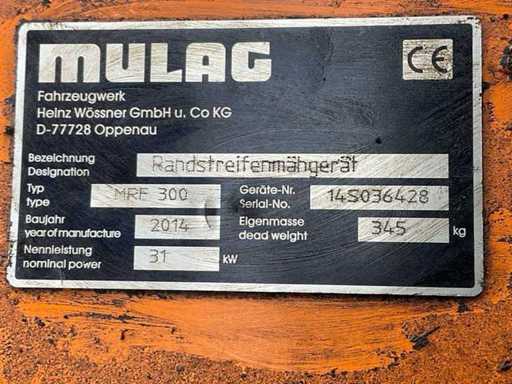 MULAG
CE
Fahrzeugwerk
Heinz Wössner GmbH u. Co KG
D-77728 Oppenau
Bezeichnung
Designation
Randstreifenmähgerät
Typ
type
MRF 300
Geräte-Nr.
Serial-No.
14S036428
Baujahr
year of manufacture
2014
Eigenmasse
dead weight
345 kg
Nennleistung
nominal power
31 kW